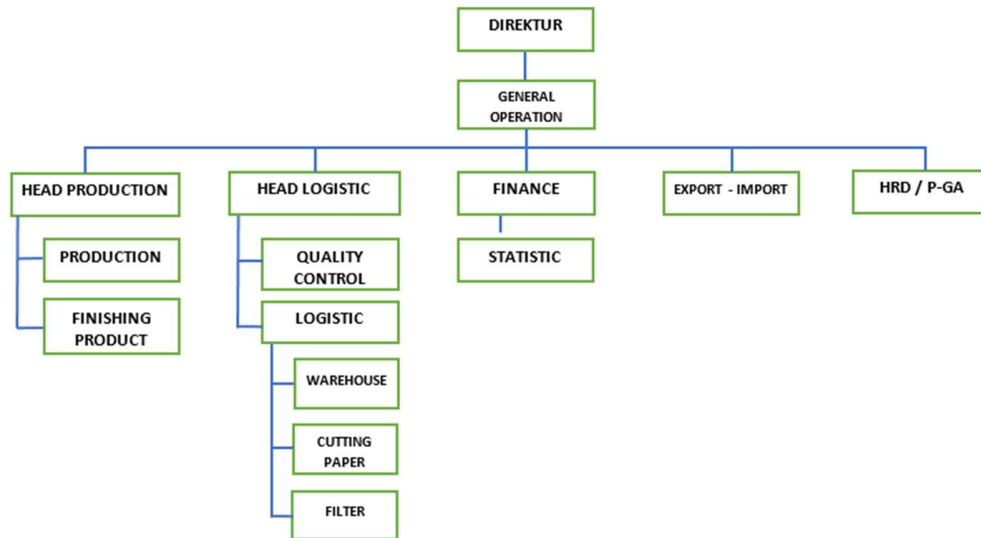 DIREKTUR
GENERAL
OPERATION
HEAD PRODUCTION
HEAD LOGISTIC
FINANCE
EXPORT - IMPORT
HRD / P-GA
PRODUCTION
QUALITY
CONTROL
STATISTIC
FINISHING
PRODUCT
LOGISTIC
WAREHOUSE
CUTTING
PAPER
FILTER